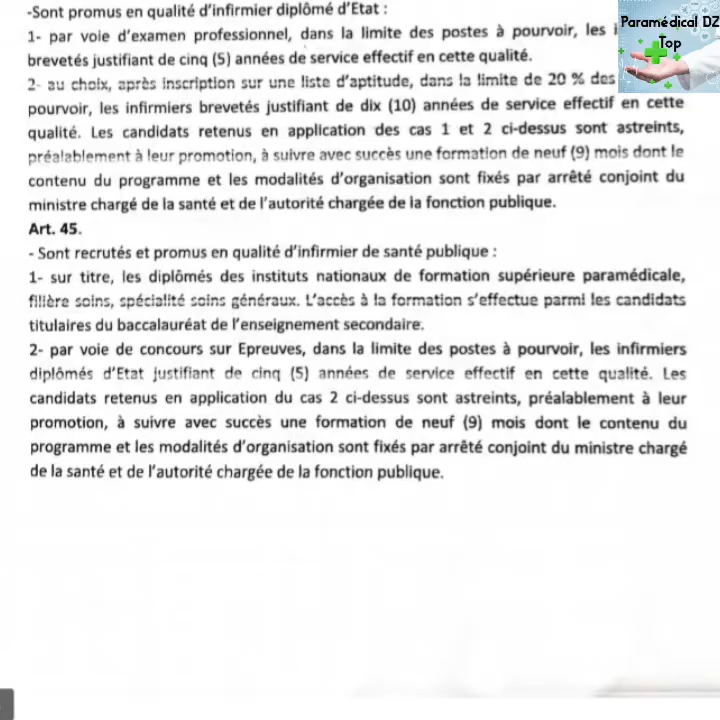 -Sont promus en qualité d'infirmier diplômé d'Etat :
1- par voie d'examen professionnel, dans la limite des postes à pourvoir, les
brevetés justifiant de cinq (5) années de service effectif en cette qualité.
2- au choix, après inscription sur une liste d'aptitude, dans la limite de 20 % des
pourvoir, les infirmiers brevetés justifiant de dix (10) années de service effectif en cette
qualité. Les candidats retenus en application des cas 1 et 2 ci-dessus sont astreints,
préalablement à leur promotion, à suivre avec succès une formation de neuf (9) mois dont le
contenu du programme et les modalités d'organisation sont fixés par arrêté conjoint du
ministre chargé de la santé et de l'autorité chargée de la fonction publique.
Art. 45.
- Sont recrutés et promus en qualité d'infirmier de santé publique :
1- sur titre, les diplômés des instituts nationaux de formation supérieure paramédicale,
filière soins, spécialité soins généraux. L'accès à la formation s'effectue parmi les candidats
titulaires du baccalauréat de l'enseignement secondaire.
2- par voie de concours sur Epreuves, dans la limite des postes à pourvoir, les infirmiers
diplômés d'Etat justifiant de cinq (5) années de service effectif en cette qualité. Les
candidats retenus en application du cas 2 ci-dessus sont astreints, préalablement à leur
promotion, à suivre avec succès une formation de neuf (9) mois dont le contenu du
programme et les modalités d'organisation sont fixés par arrêté conjoint du ministre chargé
de la santé et de l'autorité chargée de la fonction publique.
Paramédical DZ
Top